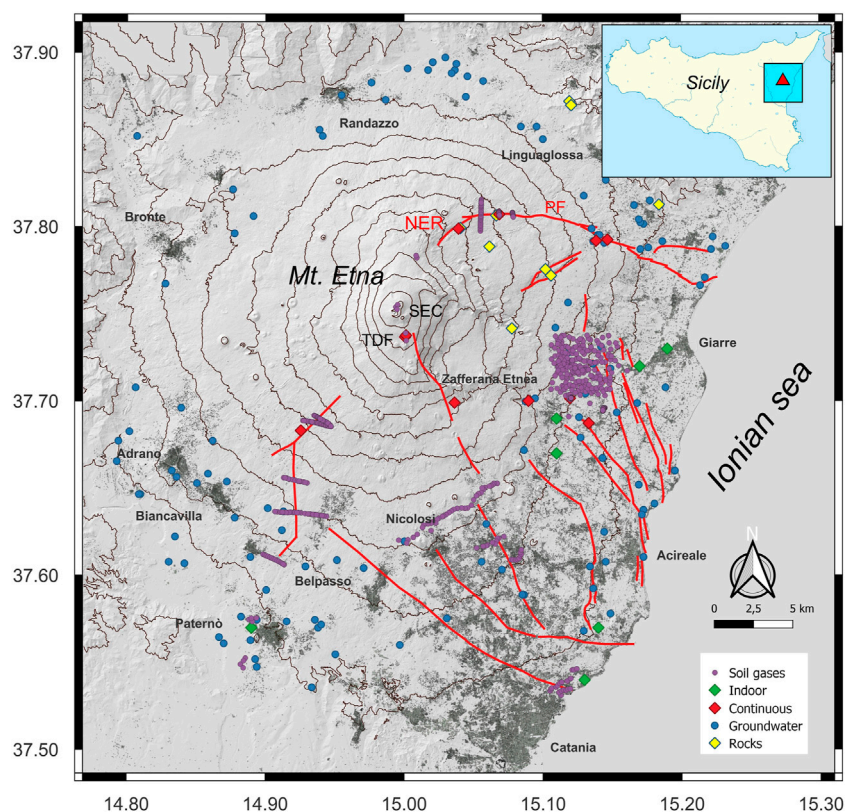 37.90
37.80
37.70
37.60
37.50
14.80
14.90
15.00
15.10
15.20
15.30
Sicily
Randazzo
Linguaglossa
Bronte
NER
PF
Mt. Etna
SEC
TDF
Giarre
Zafferana Etnea
Ionian sea
Adrano
Biancavilla
Nicolosi
Acireale
Belpasso
Paternò
Catania
N
0 2,5 5 km
Soil gases
Indoor
Continuous
Groundwater
Rocks